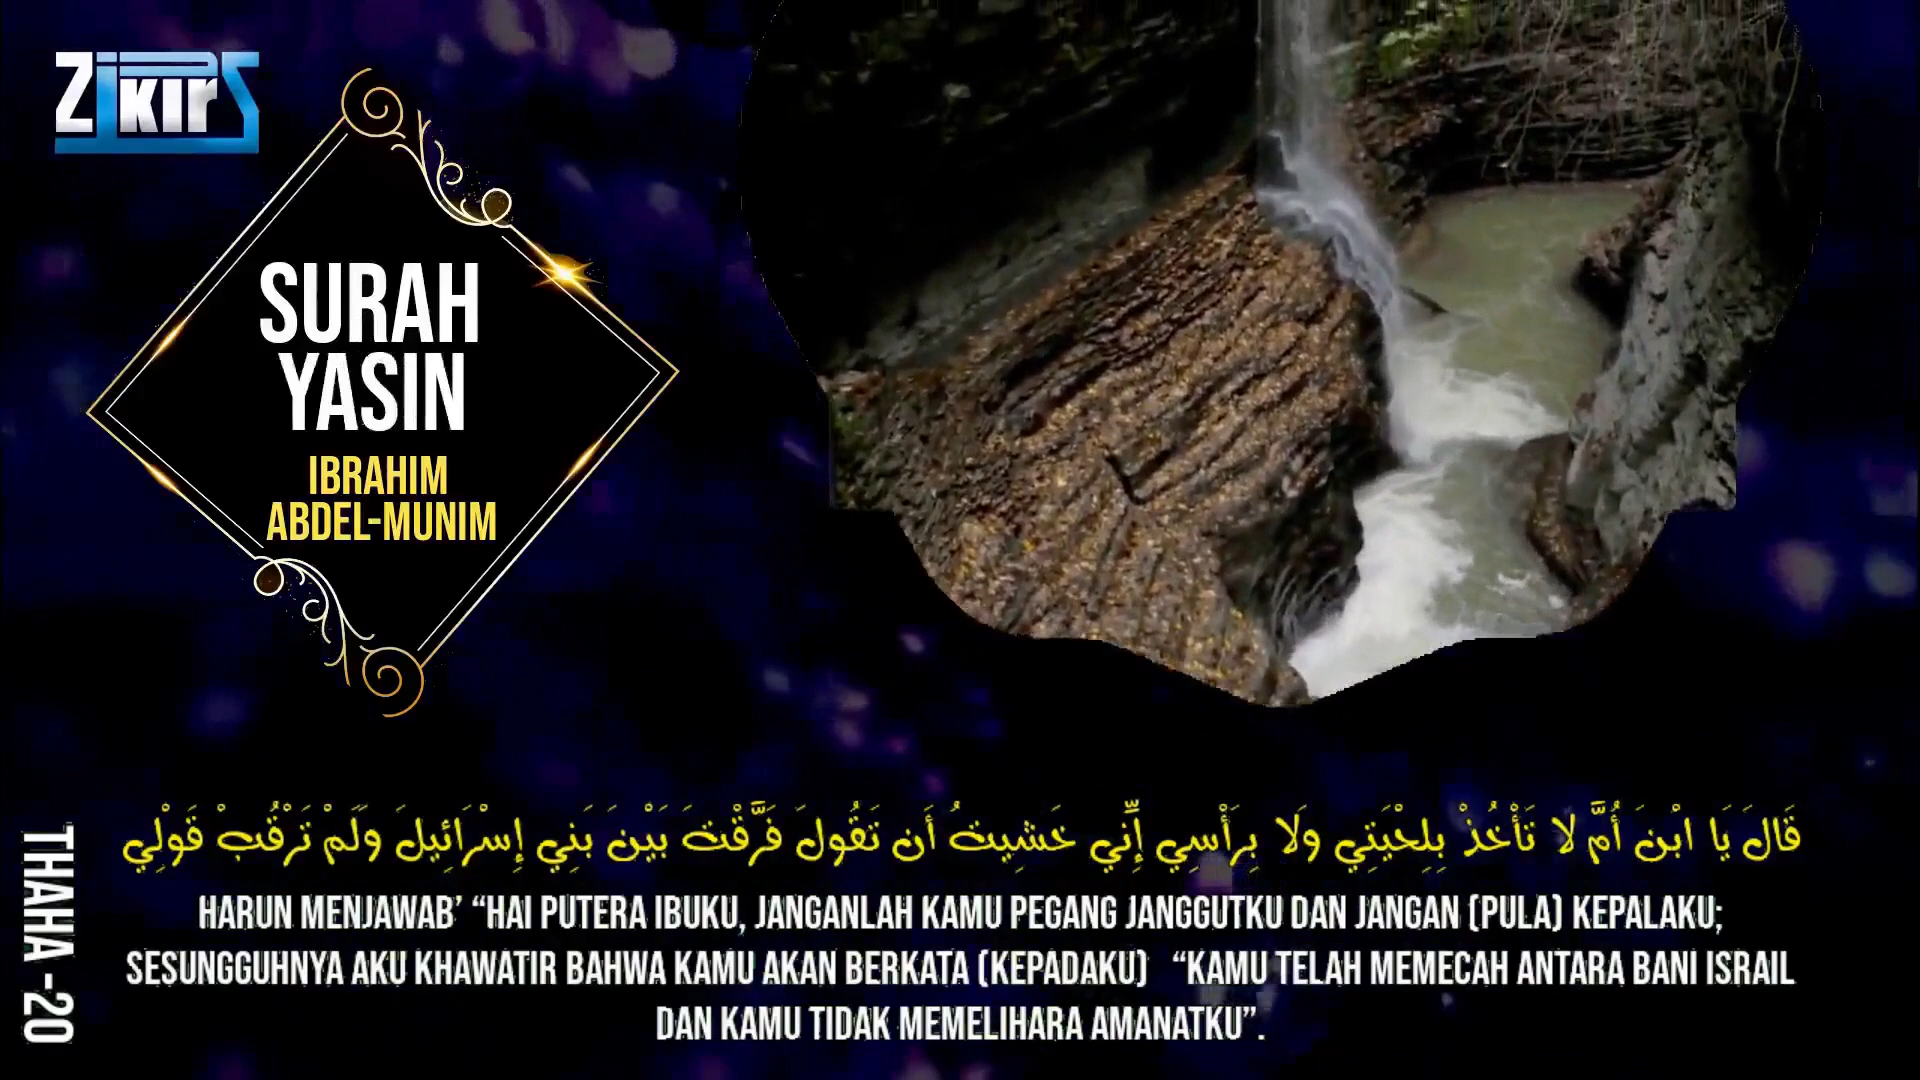 ZikirS
SURAH
YASIN
IBRAHIM
ABDEL-MUNIM
قَالَ يَا ابْنَ أُمَّ لَا تَأْخُذْ بِلِحْيَتِي وَلَا بِرَأْسِي إِنِّي خَشِيتُ أَن تَقُولَ فَرَّقْتَ بَيْنَ بَنِي إِسْرَائِيلَ وَلَمْ تَرْقُبْ قَوْلِي
HARUN MENJAWAB’ “HAI PUTERA IBUKU, JANGANLAH KAMU PEGANG JANGGUTKU DAN JANGAN (PULA) KEPALAKU;
SESUNGGUHNYA AKU KHAWATIR BAHWA KAMU AKAN BERKATA (KEPADAKU) “KAMU TELAH MEMECAH ANTARA BANI ISRAIL
DAN KAMU TIDAK MEMELIHARA AMANATKU”.
THAHA -20